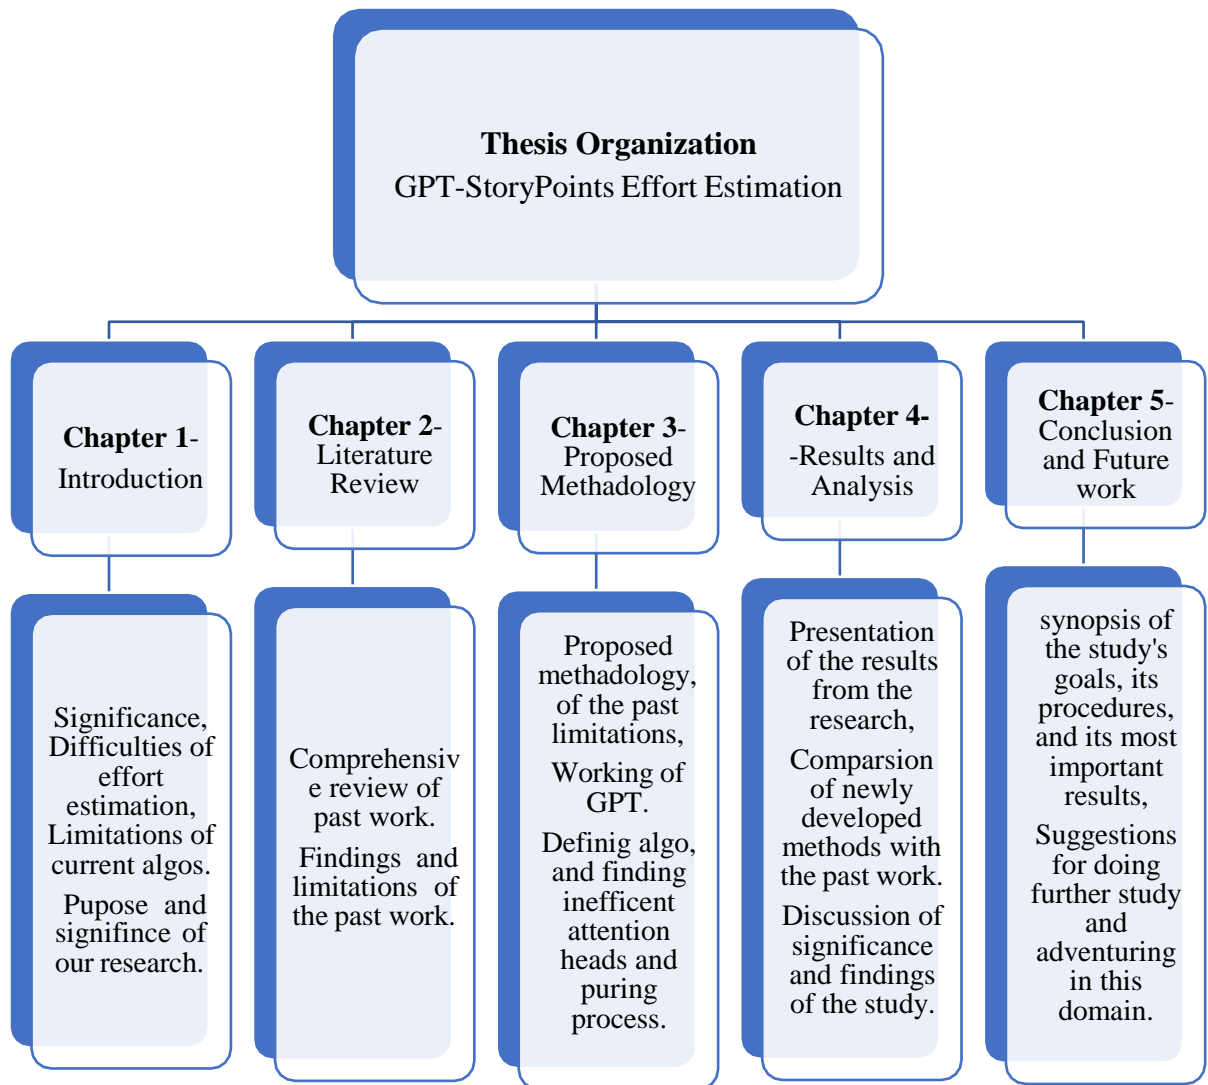 Thesis Organization
GPT-StoryPoints Effort Estimation
Chapter 1-
Introduction
Chapter 2-
Literature
Review
Chapter 3-
Proposed
Methadology
Chapter 4-
-Results and
Analysis
Chapter 5-
Conclusion
and Future
work
Significance,
Difficulties of
effort
estimation,
Limitations of
current algos.
Pupose and
signifince of
our research.
Comprehensiv
e review of
past work.
Findings and
limitations of
the past work.
Proposed
methadology,
of the past
limitations,
Working of
GPT.
Definig algo,
and finding
inefficent
attention
heads and
puring
process.
Presentation
of the results
from the
research,
Comparsion
of newly
developed
methods with
the past work.
Discussion of
significance
and findings
of the study.
synopsis of
the study's
goals, its
procedures,
and its most
important
results,
Suggestions
for doing
further study
and
adventuring
in this
domain.